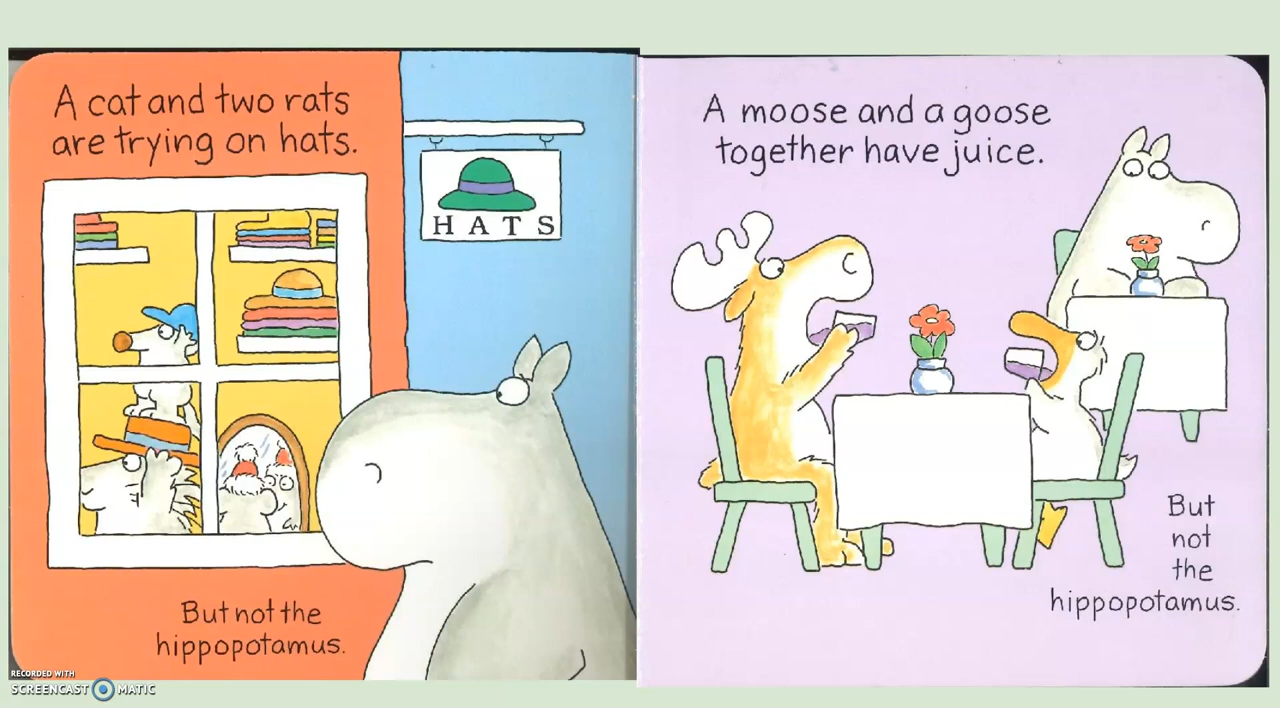 A cat and two rats
are trying on hats.
HATS
But not the
hippopotamus.
A moose and a goose
together have juice.
But
not
the
hippopotamus.
RECORDED WITH
SCREENCAST MATIC